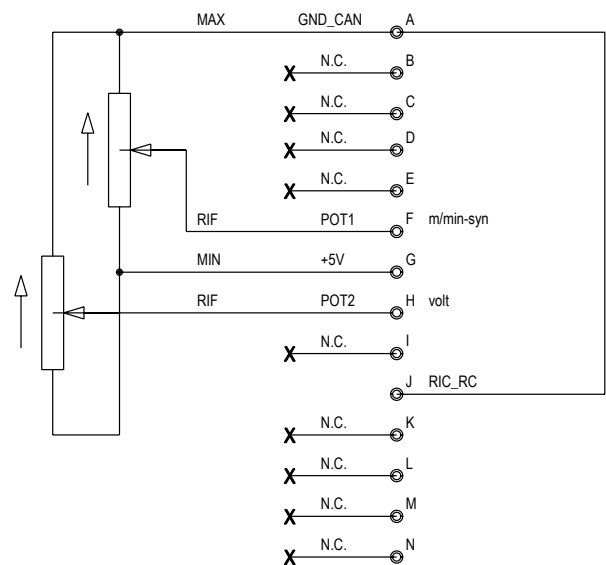 MAX GND_CAN A
N.C. B
N.C. C
N.C. D
N.C. E
RIF POT1 F m/min-syn
MIN +5V G
RIF POT2 H volt
N.C. I
J RIC_RC
N.C. K
N.C. L
N.C. M
N.C. N